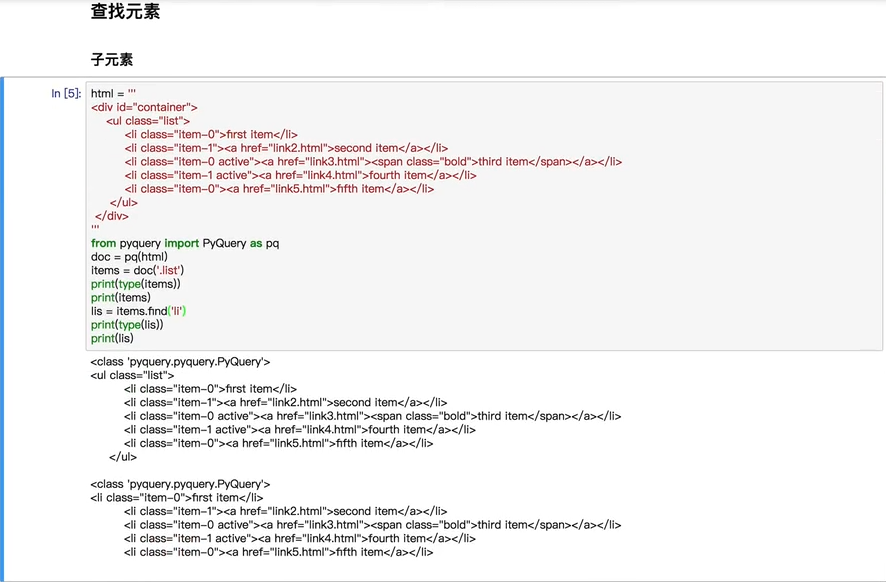 查找元素
子元素
In [5]: html = '''
<div id="container">
    <ul class="list">
         <li class="item-0">first item</li>
         <li class="item-1"><a href="link2.html">second item</a></li>
         <li class="item-0 active"><a href="link3.html"><span class="bold">third item</span></a></li>
         <li class="item-1 active"><a href="link4.html">fourth item</a></li>
         <li class="item-0"><a href="link5.html">fifth item</a></li>
     </ul>
 </div>
'''
from pyquery import PyQuery as pq
doc = pq(html)
items = doc('.list')
print(type(items))
print(items)
lis = items.find('li')
print(type(lis))
print(lis)
<class 'pyquery.pyquery.PyQuery'>
<ul class="list">
         <li class="item-0">first item</li>
         <li class="item-1"><a href="link2.html">second item</a></li>
         <li class="item-0 active"><a href="link3.html"><span class="bold">third item</span></a></li>
         <li class="item-1 active"><a href="link4.html">fourth item</a></li>
         <li class="item-0"><a href="link5.html">fifth item</a></li>
     </ul>
<class 'pyquery.pyquery.PyQuery'>
<li class="item-0">first item</li>
         <li class="item-1"><a href="link2.html">second item</a></li>
         <li class="item-0 active"><a href="link3.html"><span class="bold">third item</span></a></li>
         <li class="item-1 active"><a href="link4.html">fourth item</a></li>
         <li class="item-0"><a href="link5.html">fifth item</a></li>